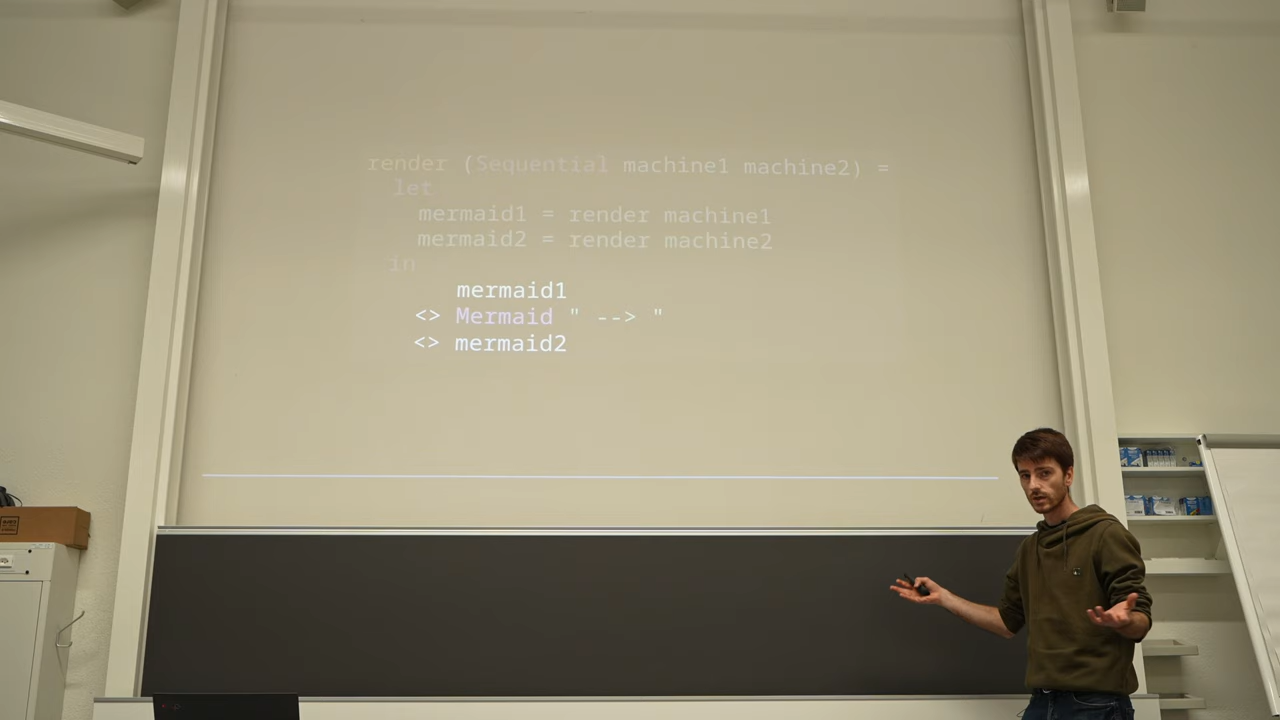 render (Sequential machine1 machine2) =
let
mermaid1 = render machine1
mermaid2 = render machine2
in
mermaid1
<> Mermaid " --> "
<> mermaid2